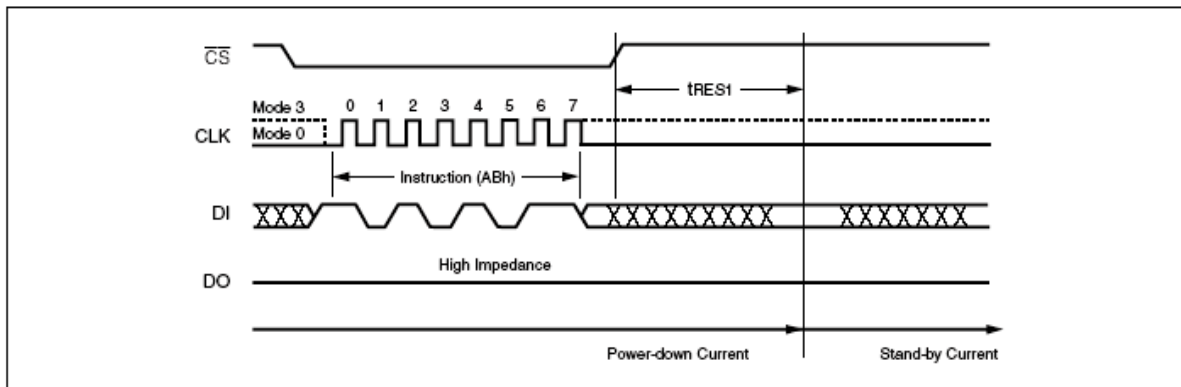 CS
tRES1
Mode 3 0 1 2 3 4 5 6 7
CLK
Mode 0
Instruction (ABh)
DI
High Impedance
DO
Power-down Current Stand-by Current